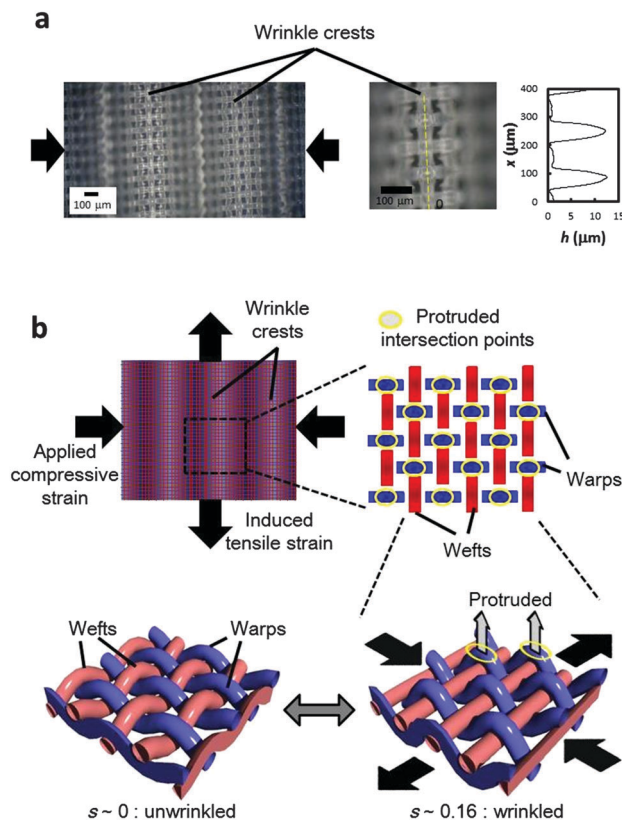 a
Wrinkle crests
100 μm
100 μm
0
400
300
200
100
0
x (μm)
0 5 10 15
h (μm)
b
Wrinkle
crests
Protruded
intersection points
Applied
compressive
strain
Induced
tensile strain
Warps
Wefts
Wefts
Warps
Protruded
s ~ 0 : unwrinkled
s ~ 0.16 : wrinkled